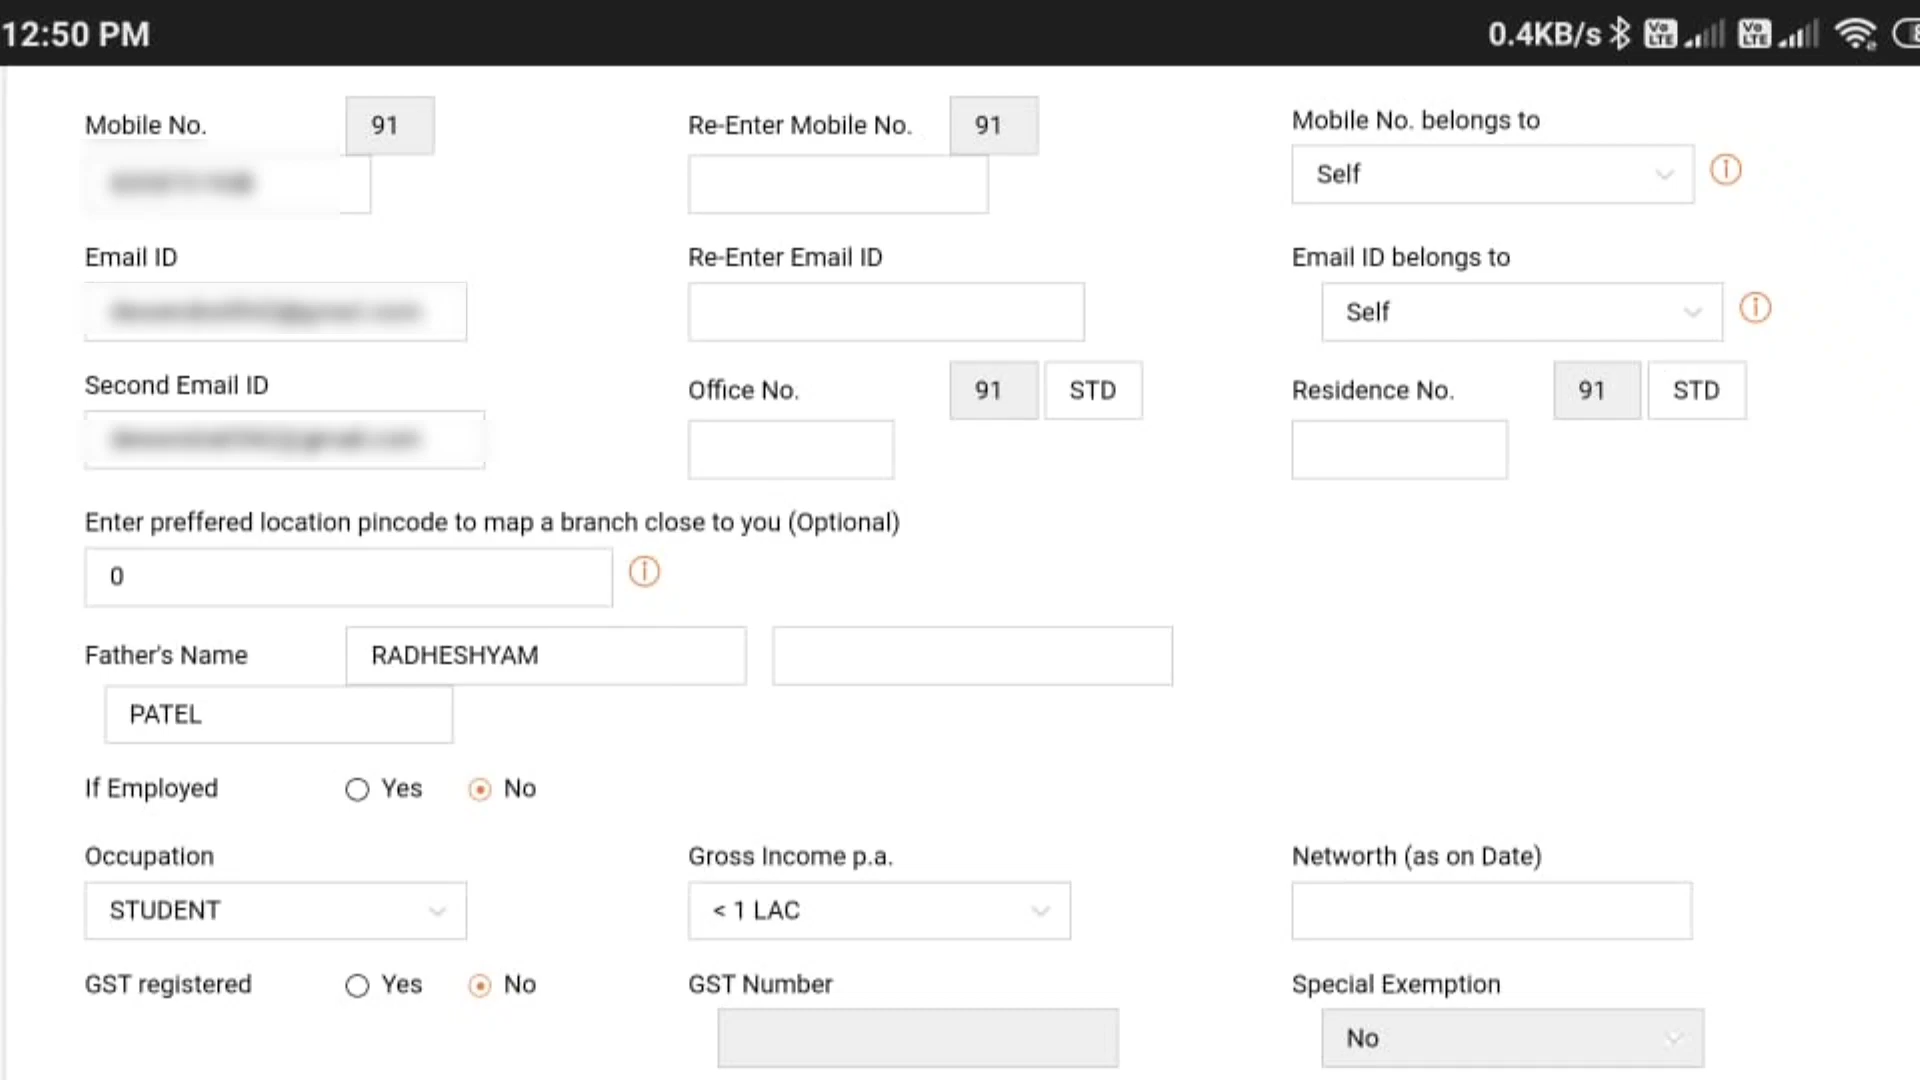 12:50 PM 0.4KB/s
Mobile No. 91 Re-Enter Mobile No. 91 Mobile No. belongs to
Self
Email ID Re-Enter Email ID Email ID belongs to
Self
Second Email ID Office No. 91 STD Residence No. 91 STD
Enter preffered location pincode to map a branch close to you (Optional)
0
Father's Name RADHESHYAM
PATEL
If Employed Yes No
Occupation Gross Income p.a. Networth (as on Date)
STUDENT < 1 LAC
GST registered Yes No GST Number Special Exemption
No